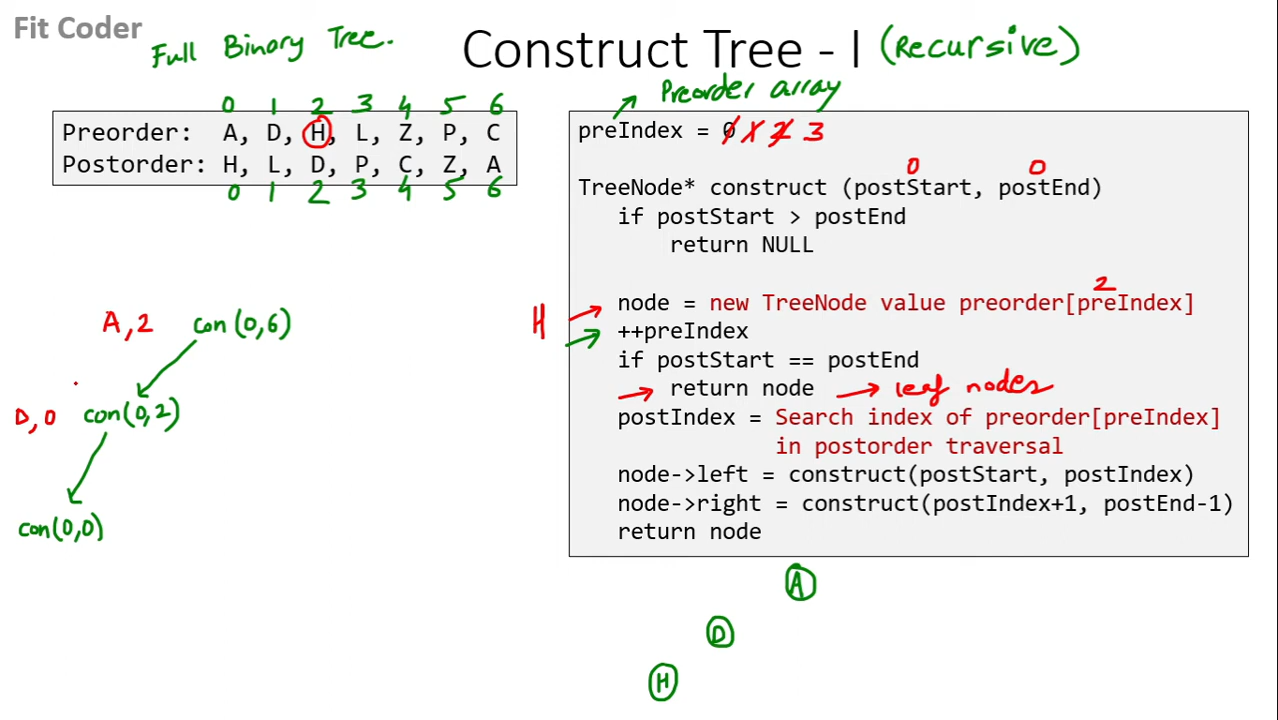 Fit Coder
Full Binary Tree.
Construct Tree - I (Recursive)
0 1 2 3 4 5 6
Preorder: A, D, H, L, Z, P, C
Postorder: H, L, D, P, C, Z, A
0 1 2 3 4 5 6
Preorder array
preIndex = 0 1 2 3
0 0
TreeNode* construct (postStart, postEnd)
if postStart > postEnd
return NULL
2
H node = new TreeNode value preorder[preIndex]
++preIndex
if postStart == postEnd
return node → leaf nodes
postIndex = Search index of preorder[preIndex]
in postorder traversal
node->left = construct(postStart, postIndex)
node->right = construct(postIndex+1, postEnd-1)
return node
A,2 con(0,6)
D,0 con(0,2)
con(0,0)
A
D
H